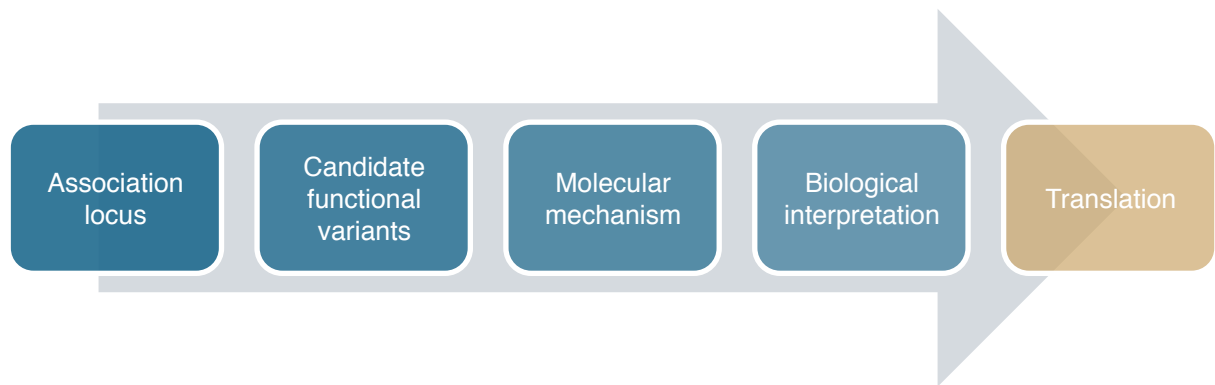 Association
locus
Candidate
functional
variants
Molecular
mechanism
Biological
interpretation
Translation